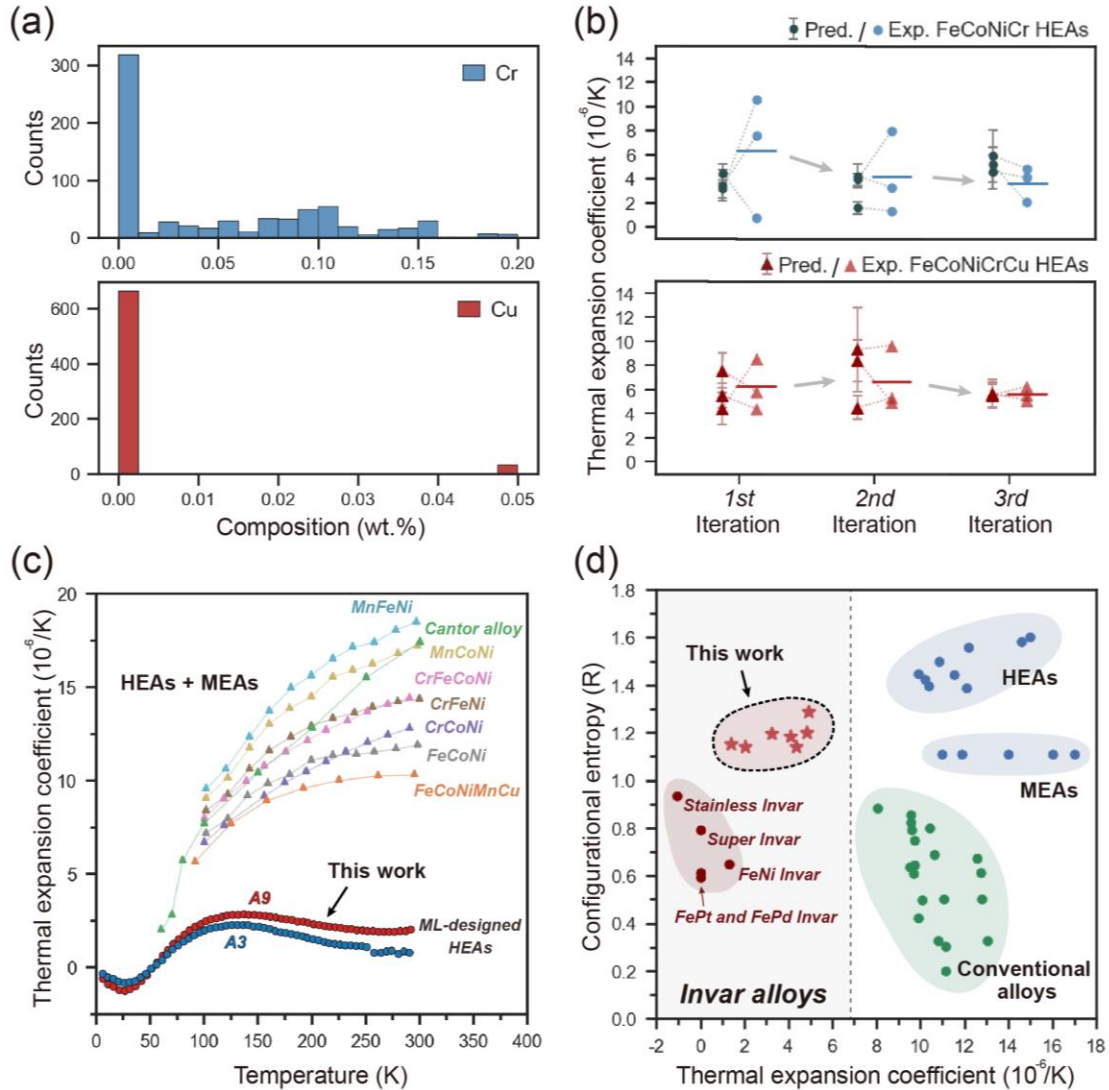 (a)
300
200
100
0
Counts
Cr
0.00 0.05 0.10 0.15 0.20
600
400
200
0
Counts
Cu
0.00 0.01 0.02 0.03 0.04 0.05
Composition (wt.%)
(b)
Pred. / Exp. FeCoNiCr HEAs
14
12
10
8
6
4
2
0
Pred. / Exp. FeCoNiCrCu HEAs
14
12
10
8
6
4
2
0
Thermal expansion coefficient (10⁻⁶/K)
1st 2nd 3rd
Iteration Iteration Iteration
(c)
20
15
10
5
0
Thermal expansion coefficient (10⁻⁶/K)
HEAs + MEAs
MnFeNi
Cantor alloy
MnCoNi
CrFeCoNi
CrFeNi
CrCoNi
FeCoNi
FeCoNiMnCu
This work
A9
A3
ML-designed
HEAs
0 50 100 150 200 250 300 350 400
Temperature (K)
(d)
1.8
1.6
1.4
1.2
1.0
0.8
0.6
0.4
0.2
0.0
Configurational entropy (R)
This work
HEAs
MEAs
Stainless Invar
Super Invar
FeNi Invar
FePt and FePd Invar
Conventional
alloys
Invar alloys
-2 0 2 4 6 8 10 12 14 16 18
Thermal expansion coefficient (10⁻⁶/K)